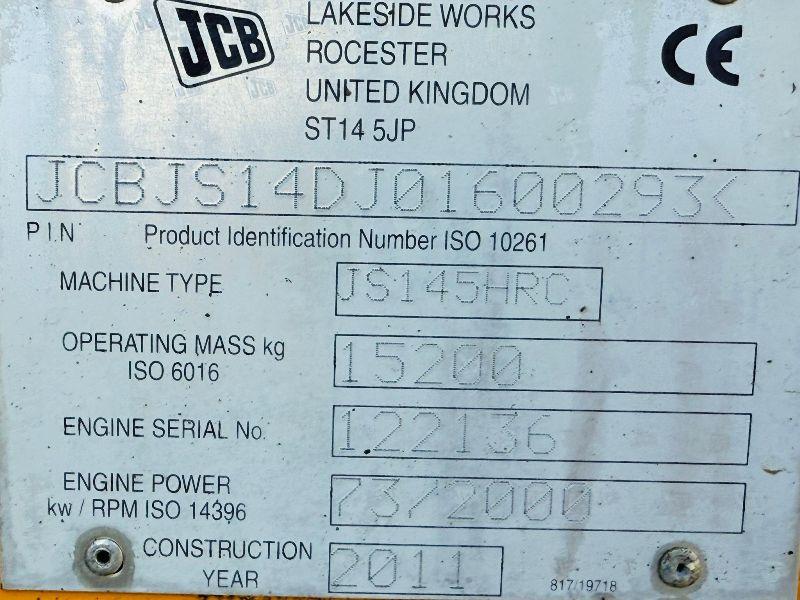 JCB
LAKESIDE WORKS
ROCESTER
UNITED KINGDOM
ST14 5JP
CE
JCBJS14DJ01600293<
P I.N Product Identification Number ISO 10261
MACHINE TYPE JS145HRC
OPERATING MASS kg
ISO 6016
15200
ENGINE SERIAL No. 122136
ENGINE POWER
kw / RPM ISO 14396
73/2000
CONSTRUCTION
YEAR
2011
817/19718